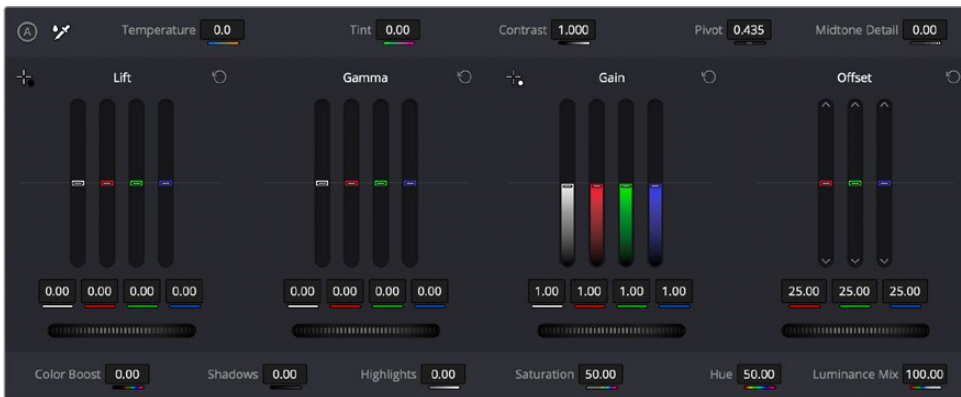 A Temperature 0.0 Tint 0.00 Contrast 1.000 Pivot 0.435 Midtone Detail 0.00
Lift Gamma Gain Offset
0.00 0.00 0.00 0.00 0.00 0.00 0.00 0.00 1.00 1.00 1.00 1.00 25.00 25.00 25.00
Color Boost 0.00 Shadows 0.00 Highlights 0.00 Saturation 50.00 Hue 50.00 Luminance Mix 100.00